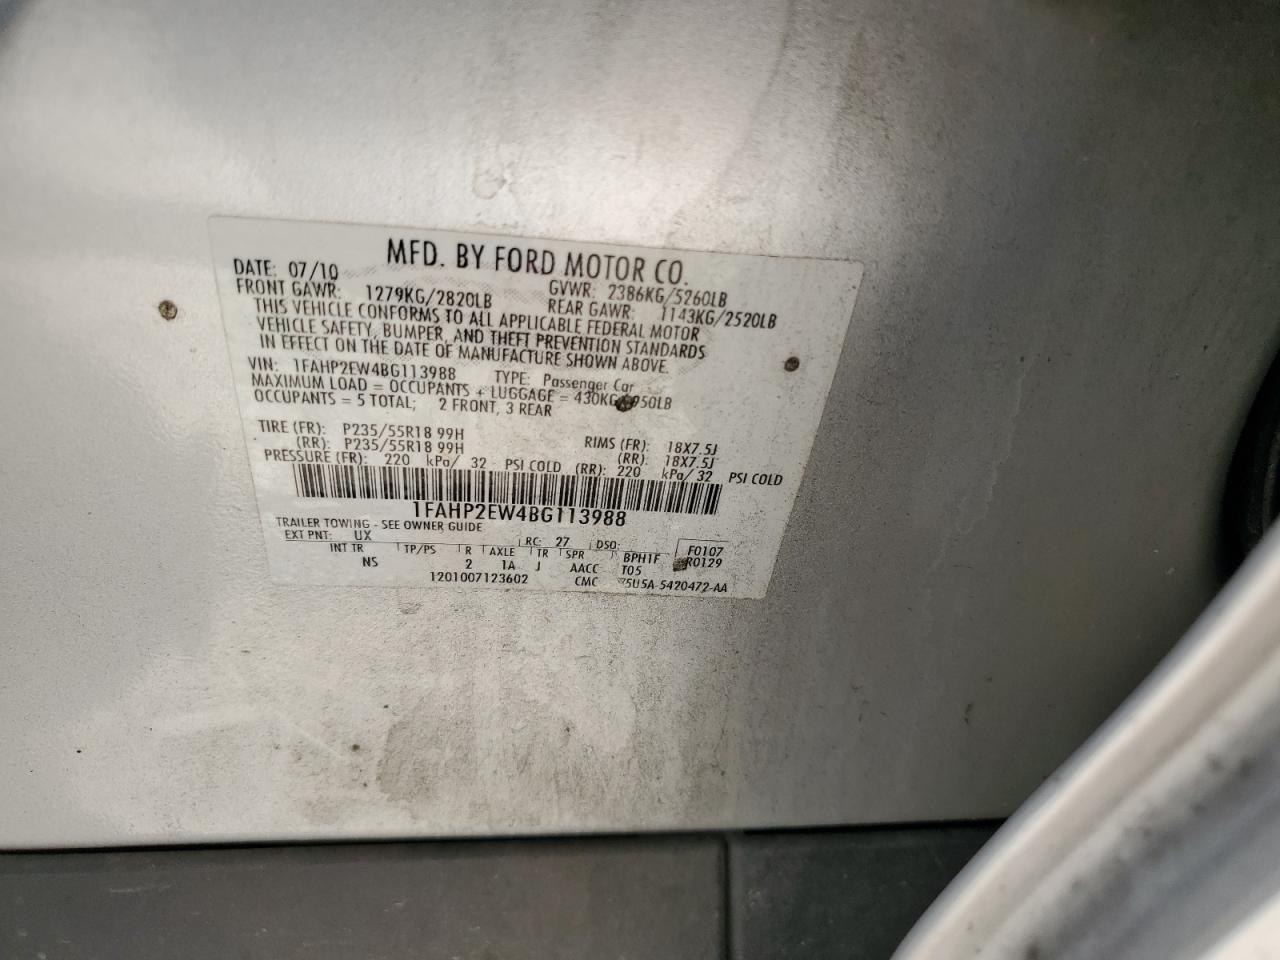 MFD. BY FORD MOTOR CO.
DATE: 07/10 GVWR: 2386KG/5260LB
FRONT GAWR: 1279KG/2820LB REAR GAWR: 1143KG/2520LB
THIS VEHICLE CONFORMS TO ALL APPLICABLE FEDERAL MOTOR
VEHICLE SAFETY, BUMPER, AND THEFT PREVENTION STANDARDS
IN EFFECT ON THE DATE OF MANUFACTURE SHOWN ABOVE.
VIN: 1FAHP2EW4BG113988 TYPE: Passenger Car
MAXIMUM LOAD = OCCUPANTS + LUGGAGE = 430KG/950LB
OCCUPANTS = 5 TOTAL; 2 FRONT, 3 REAR
TIRE (FR): P235/55R18 99H RIMS (FR): 18X7.5J
(RR): P235/55R18 99H (RR) 18X7.5J
PRESSURE (FR): 220 kPa/ 32 PSI COLD (RR): 220 kPa/ 32 PSI COLD
1FAHP2EW4BG113988
TRAILER TOWING - SEE OWNER GUIDE
EXT PNT: UX RC: 27 DSO: F0107
INT TR TP/PS R AXLE TR SPR BPH1F R0129
NS 2 1A J AACC T05
1201007123602 CMC 5U5A-5420472-AA